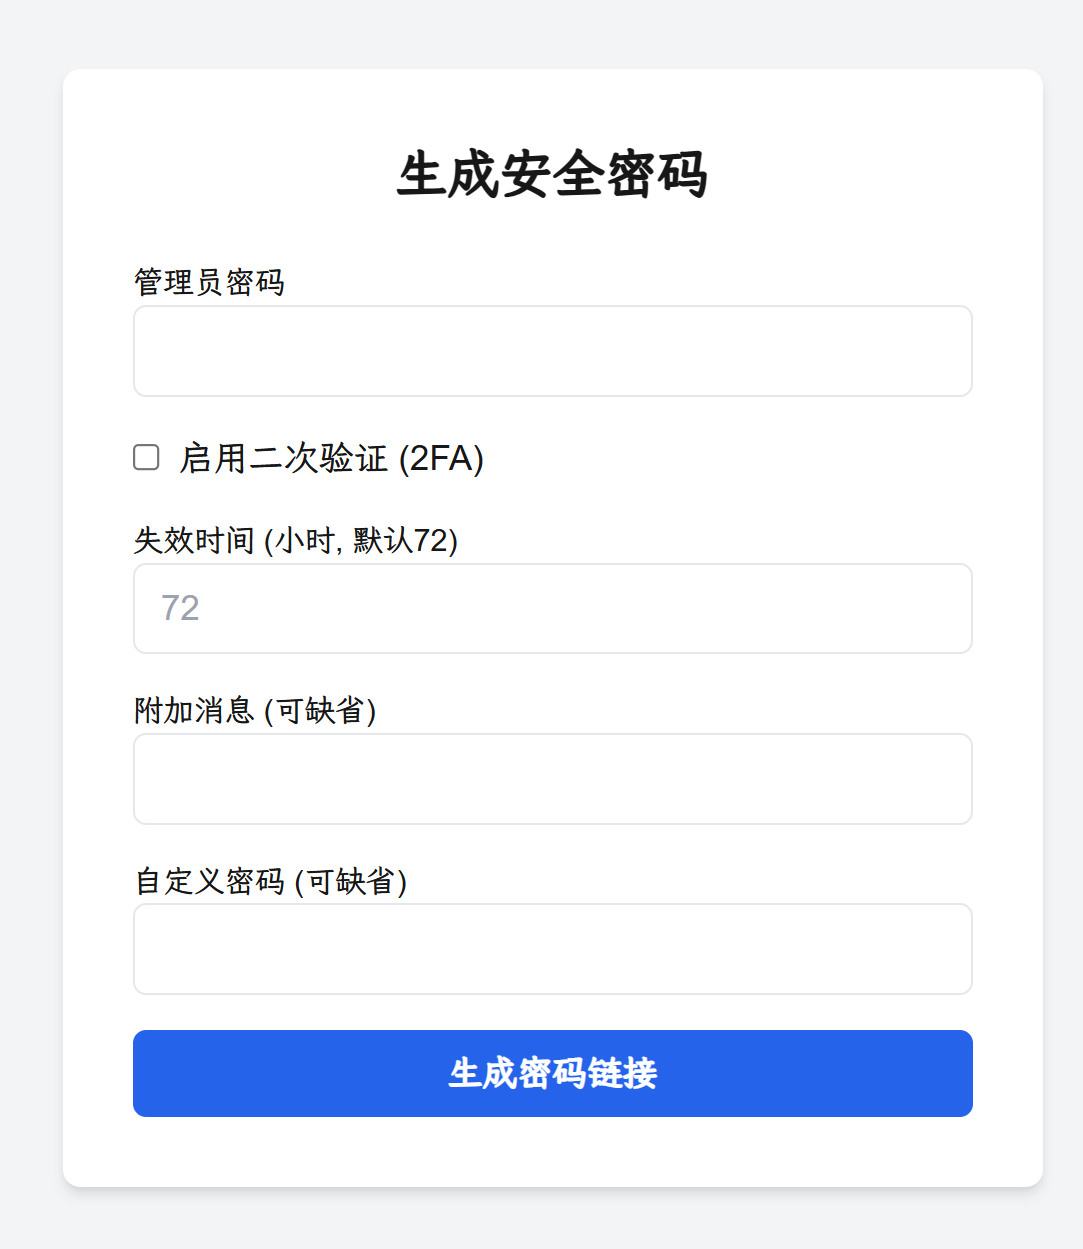 生成安全密码
管理员密码
启用二次验证 (2FA)
失效时间 (小时, 默认72)
72
附加消息 (可缺省)
自定义密码 (可缺省)
生成密码链接